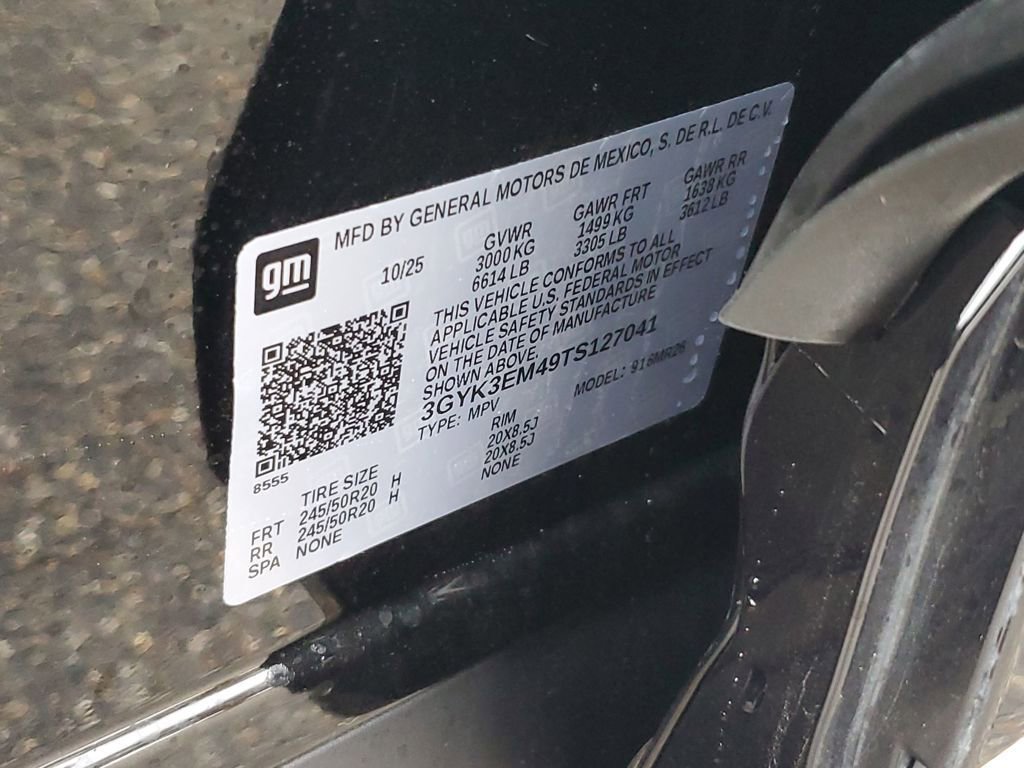 MFD BY GENERAL MOTORS DE MEXICO, S. DE R.L. DE C.V.
gm
10/25
GVWR GAWR FRT GAWR RR
3000 KG 1499 KG 1638 KG
6614 LB 3305 LB 3612 LB
THIS VEHICLE CONFORMS TO ALL
APPLICABLE U.S. FEDERAL MOTOR
VEHICLE SAFETY STANDARDS IN EFFECT
ON THE DATE OF MANUFACTURE
SHOWN ABOVE.
3GYK3EM49TS127041
TYPE: MPV MODEL: 916MR26
8555
TIRE SIZE RIM
FRT 245/50R20 H 20X8.5J
RR 245/50R20 H 20X8.5J
SPA NONE NONE